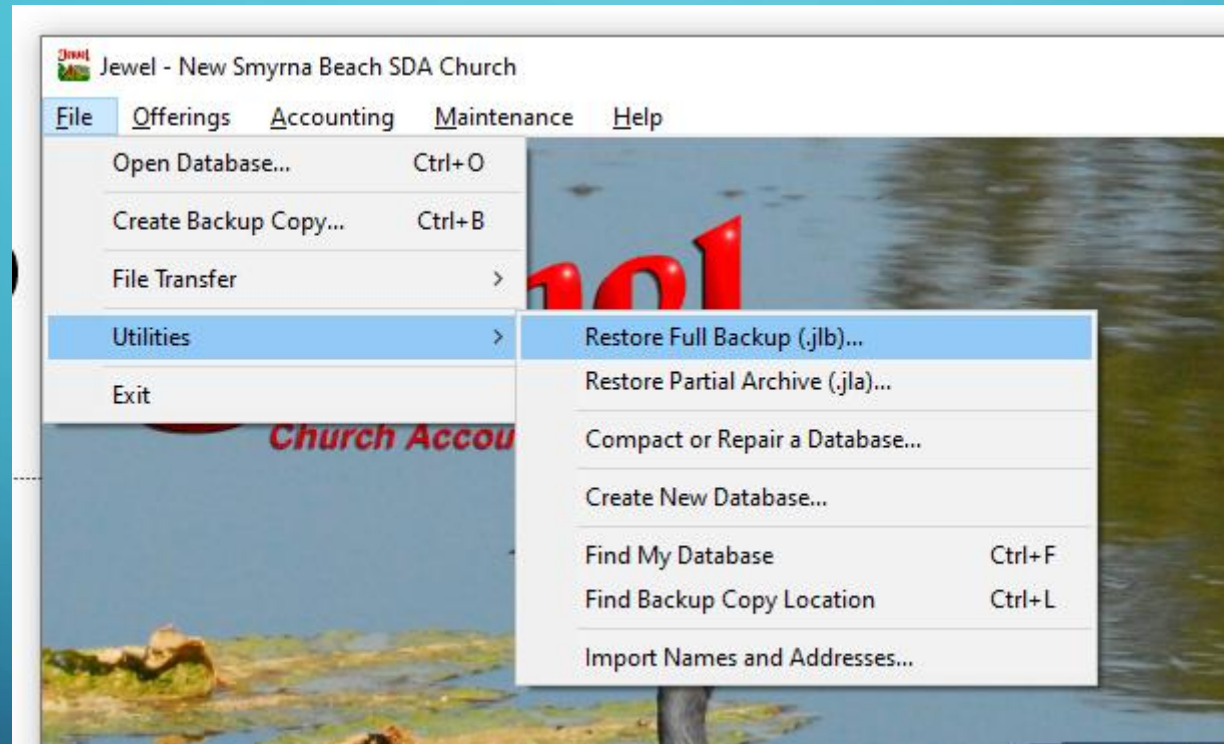 Jewel
Jewel - New Smyrna Beach SDA Church
File Offerings Accounting Maintenance Help
Open Database... Ctrl+O
Create Backup Copy... Ctrl+B
File Transfer >
Utilities >
Exit
Restore Full Backup (.jlb)...
Restore Partial Archive (.jla)...
Compact or Repair a Database...
Create New Database...
Find My Database Ctrl+F
Find Backup Copy Location Ctrl+L
Import Names and Addresses...
el
Church Accou